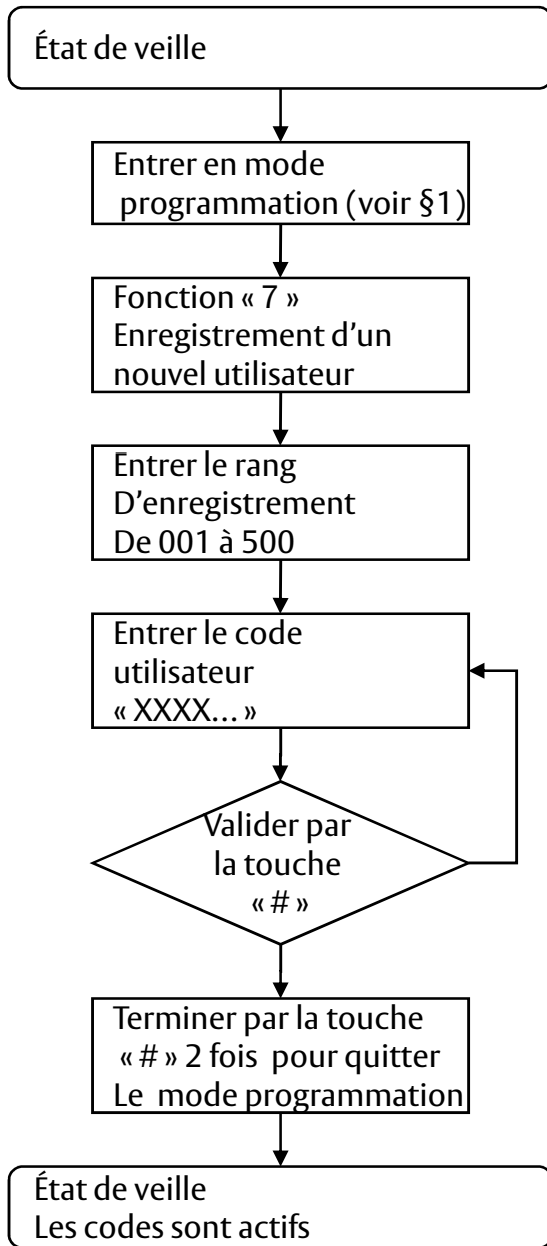 État de veille
Entrer en mode
programmation (voir §1)
Fonction « 7 »
Enregistrement d’un
nouvel utilisateur
Entrer le rang
D’enregistrement
De 001 à 500
Entrer le code
utilisateur
« XXXX… »
Valider par
la touche
« # »
Terminer par la touche
« # » 2 fois pour quitter
Le mode programmation
État de veille
Les codes sont actifs